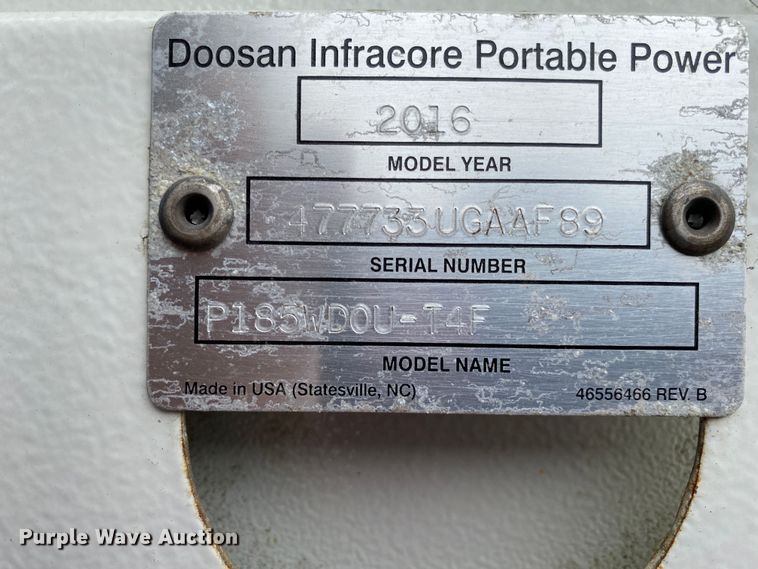 Doosan Infracore Portable Power
2016
MODEL YEAR
477733UGAAF89
SERIAL NUMBER
P185WDOU-T4F
MODEL NAME
Made in USA (Statesville, NC)
46556466 REV. B
Purple Wave Auction